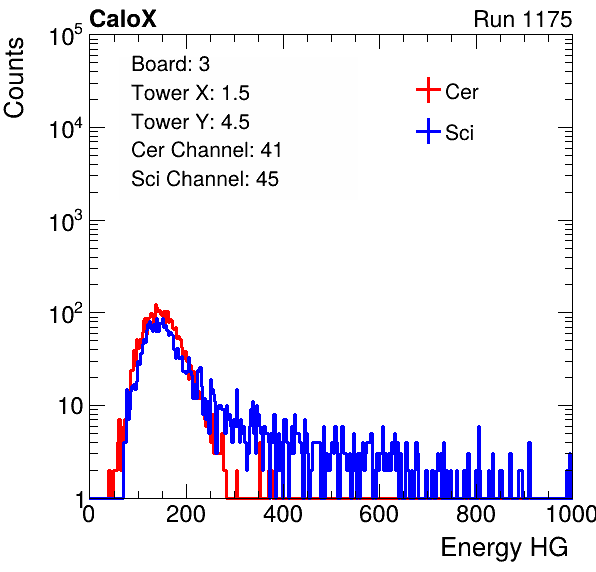 CaloX Run 1175
Counts
Board: 3
Tower X: 1.5
Tower Y: 4.5
Cer Channel: 41
Sci Channel: 45
Cer
Sci
10^5
10^4
10^3
10^2
10
1
0 200 400 600 800 1000
Energy HG